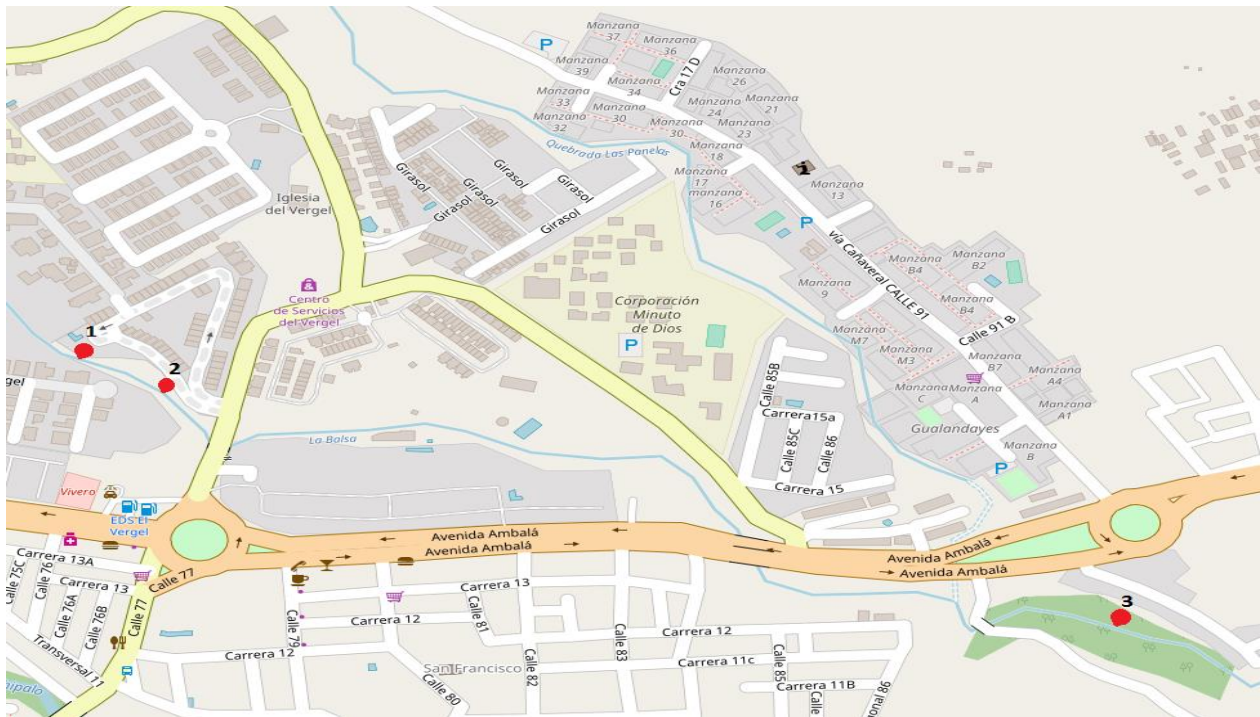 Manzana
37
Manzana
36
Manzana
39
Cra 17 D
Manzana
26
Manzana
33
Manzana
34
Manzana
21
Manzana
24
Manzana
32
Manzana
30
Manzana
30
Manzana
23
P
Quebrada Las Panelas
Manzana
18
Manzana
17
manzana
16
Manzana
13
P
Girasol
Girasol
Girasol
Girasol
Girasol
Girasol
Girasol
Iglesia
del Vergel
vía Cañaveral CALLE 91
Manzana
B4
Manzana
B2
Manzana
9
Manzana
B4
Calle 91 B
Centro
de Servicios
del Vergel
Corporación
Minuto
de Dios
P
Manzana
M7
Manzana
M3
Manzana
B7
Manzana
A4
Manzana
C
Manzana
A
Manzana
A1
Gualandayes
Manzana
B
P
1
2
Calle 85B
Carrera15a
Calle 85C
Calle 86
Carrera 15
La Balsa
Vivero
EDS El
Vergel
Avenida Ambalá
Avenida Ambalá
Avenida Ambalá
Avenida Ambalá
3
Carrera 13A
Calle 77
Carrera 13
Carrera 13
Calle 75C
Calle 76
Calle 76A
Calle 76B
Calle 77
Transversal 11
Calle 79
Carrera 12
Carrera 12
Carrera 12
Calle 81
Calle 83
Carrera 11c
San Francisco
Calle 80
Calle 82
Calle 85
Carrera 11B
Calle